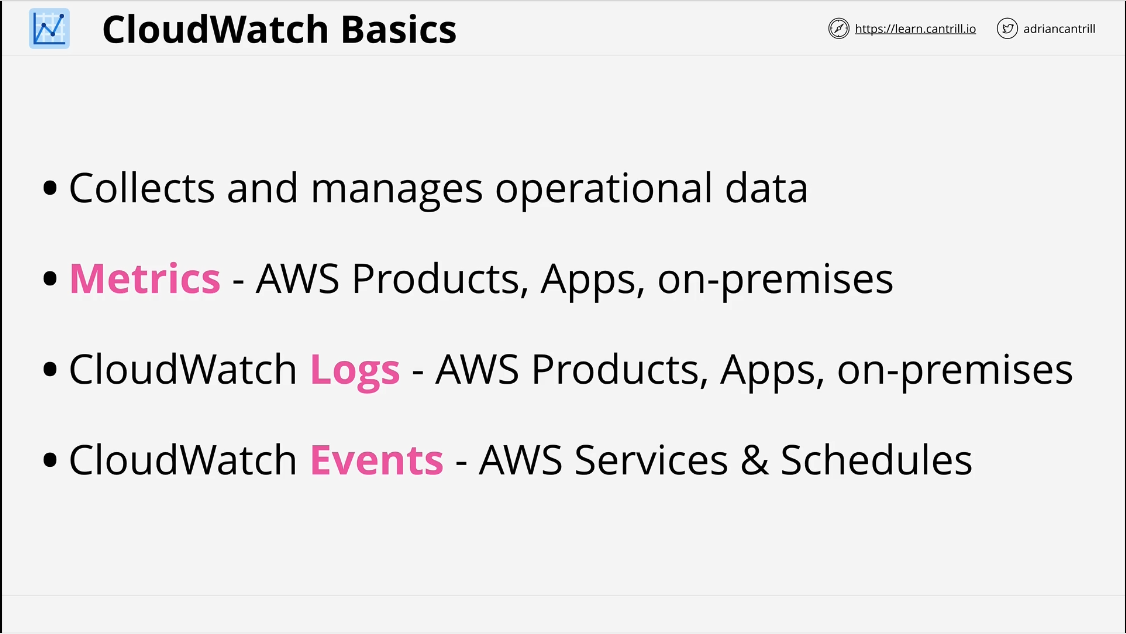 CloudWatch Basics
https://learn.cantrill.io
adriancantrill
• Collects and manages operational data
• Metrics - AWS Products, Apps, on-premises
• CloudWatch Logs - AWS Products, Apps, on-premises
• CloudWatch Events - AWS Services & Schedules